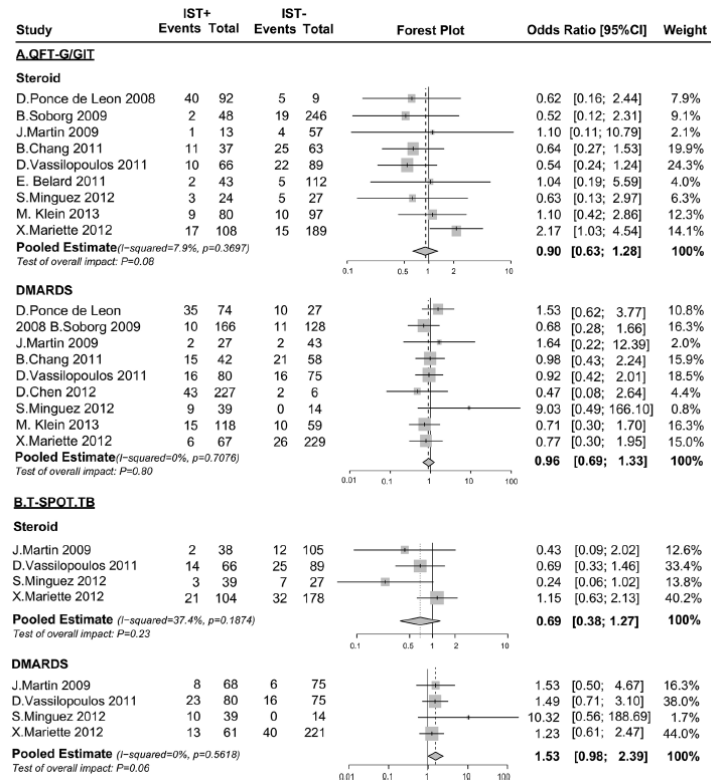 IST+ IST-
Study Events Total Events Total Forest Plot Odds Ratio [95%CI] Weight
A.QFT-G/GIT
Steroid
D.Ponce de Leon 2008 40 92 5 9 0.62 [0.16; 2.44] 7.9%
B.Soborg 2009 2 48 19 246 0.52 [0.12; 2.31] 9.1%
J.Martin 2009 1 13 4 57 1.10 [0.11; 10.79] 2.1%
B.Chang 2011 11 37 25 63 0.64 [0.27; 1.53] 19.9%
D.Vassilopoulos 2011 10 66 22 89 0.54 [0.24; 1.24] 24.3%
E. Belard 2011 2 43 5 112 1.04 [0.19; 5.59] 4.0%
S.Minguez 2012 3 24 5 27 0.63 [0.13; 2.97] 6.3%
M. Klein 2013 9 80 10 97 1.10 [0.42; 2.86] 12.3%
X.Mariette 2012 17 108 15 189 2.17 [1.03; 4.54] 14.1%
Pooled Estimate(I-squared=7.9%, p=0.3697) 0.90 [0.63; 1.28] 100%
Test of overall impact: P=0.08
0.1 0.5 1 2 10
DMARDS
D.Ponce de Leon 35 74 10 27 1.53 [0.62; 3.77] 10.8%
2008 B.Soborg 2009 10 166 11 128 0.68 [0.28; 1.66] 16.3%
J.Martin 2009 2 27 2 43 1.64 [0.22; 12.39] 2.0%
B.Chang 2011 15 42 21 58 0.98 [0.43; 2.24] 15.9%
D.Vassilopoulos 2011 16 80 16 75 0.92 [0.42; 2.01] 18.5%
D.Chen 2012 43 227 2 6 0.47 [0.08; 2.64] 4.4%
S.Minguez 2012 9 39 0 14 9.03 [0.49; 166.10] 0.8%
M. Klein 2013 15 118 10 59 0.71 [0.30; 1.70] 16.3%
X.Mariette 2012 6 67 26 229 0.77 [0.30; 1.95] 15.0%
Pooled Estimate(I-squared=0%, p=0.7076) 0.96 [0.69; 1.33] 100%
Test of overall impact: P=0.80
0.01 0.1 0.5 1 2 10 100
B.T-SPOT.TB
Steroid
J.Martin 2009 2 38 12 105 0.43 [0.09; 2.02] 12.6%
D.Vassilopoulos 2011 14 66 25 89 0.69 [0.33; 1.46] 33.4%
S.Minguez 2012 3 39 7 27 0.24 [0.06; 1.02] 13.8%
X.Mariette 2012 21 104 32 178 1.15 [0.63; 2.13] 40.2%
Pooled Estimate (I-squared=37.4%, p=0.1874) 0.69 [0.38; 1.27] 100%
Test of overall impact: P=0.23
0.1 0.5 1 2 10
DMARDS
J.Martin 2009 8 68 6 75 1.53 [0.50; 4.67] 16.3%
D.Vassilopoulos 2011 23 80 16 75 1.49 [0.71; 3.10] 38.0%
S.Minguez 2012 10 39 0 14 10.32 [0.56; 188.69] 1.7%
X.Mariette 2012 13 61 40 221 1.23 [0.61; 2.47] 44.0%
Pooled Estimate (I-squared=0%, p=0.5618) 1.53 [0.98; 2.39] 100%
Test of overall impact: P=0.06
0.01 0.1 0.5 1 2 10 100